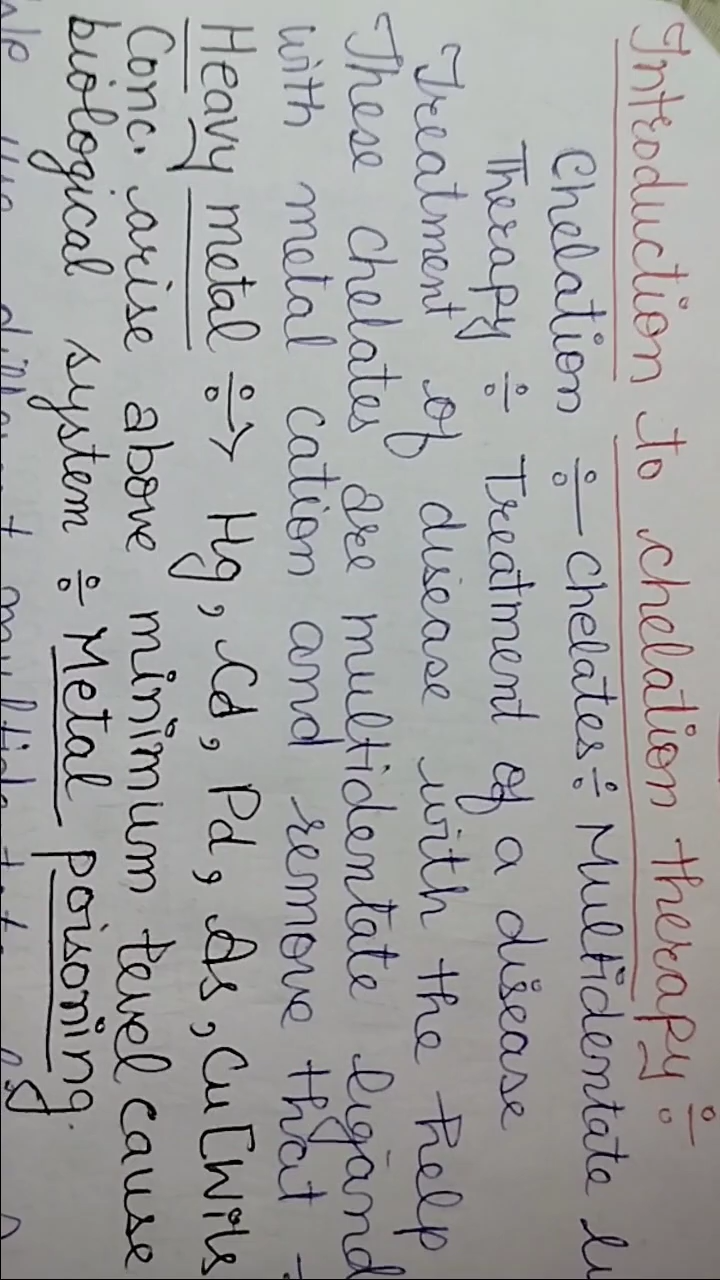 Introduction to chelation therapy ÷
Chelation ÷ chelates ÷ Multidentate
Therapy ÷ Treatment of a disease
Treatment of disease with the help
These chelates are multidentate ligand
with metal cation and remove that
Heavy metal ÷→ Hg, Cd, Pd, As, Cu [Wils
Conc. arise above minimum level cause
biological system ÷ Metal poisoning.